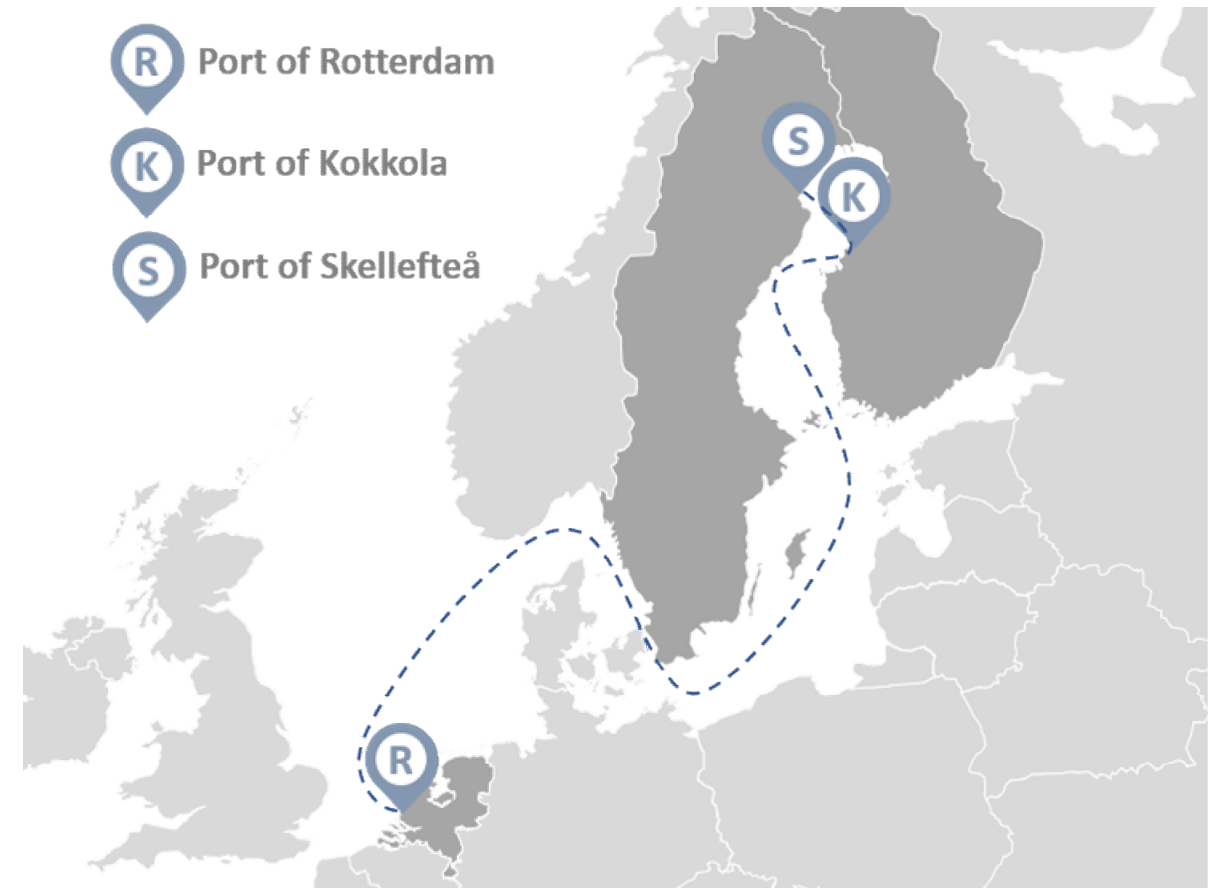 R Port of Rotterdam
K Port of Kokkola
S Port of Skellefteå
S
K
R